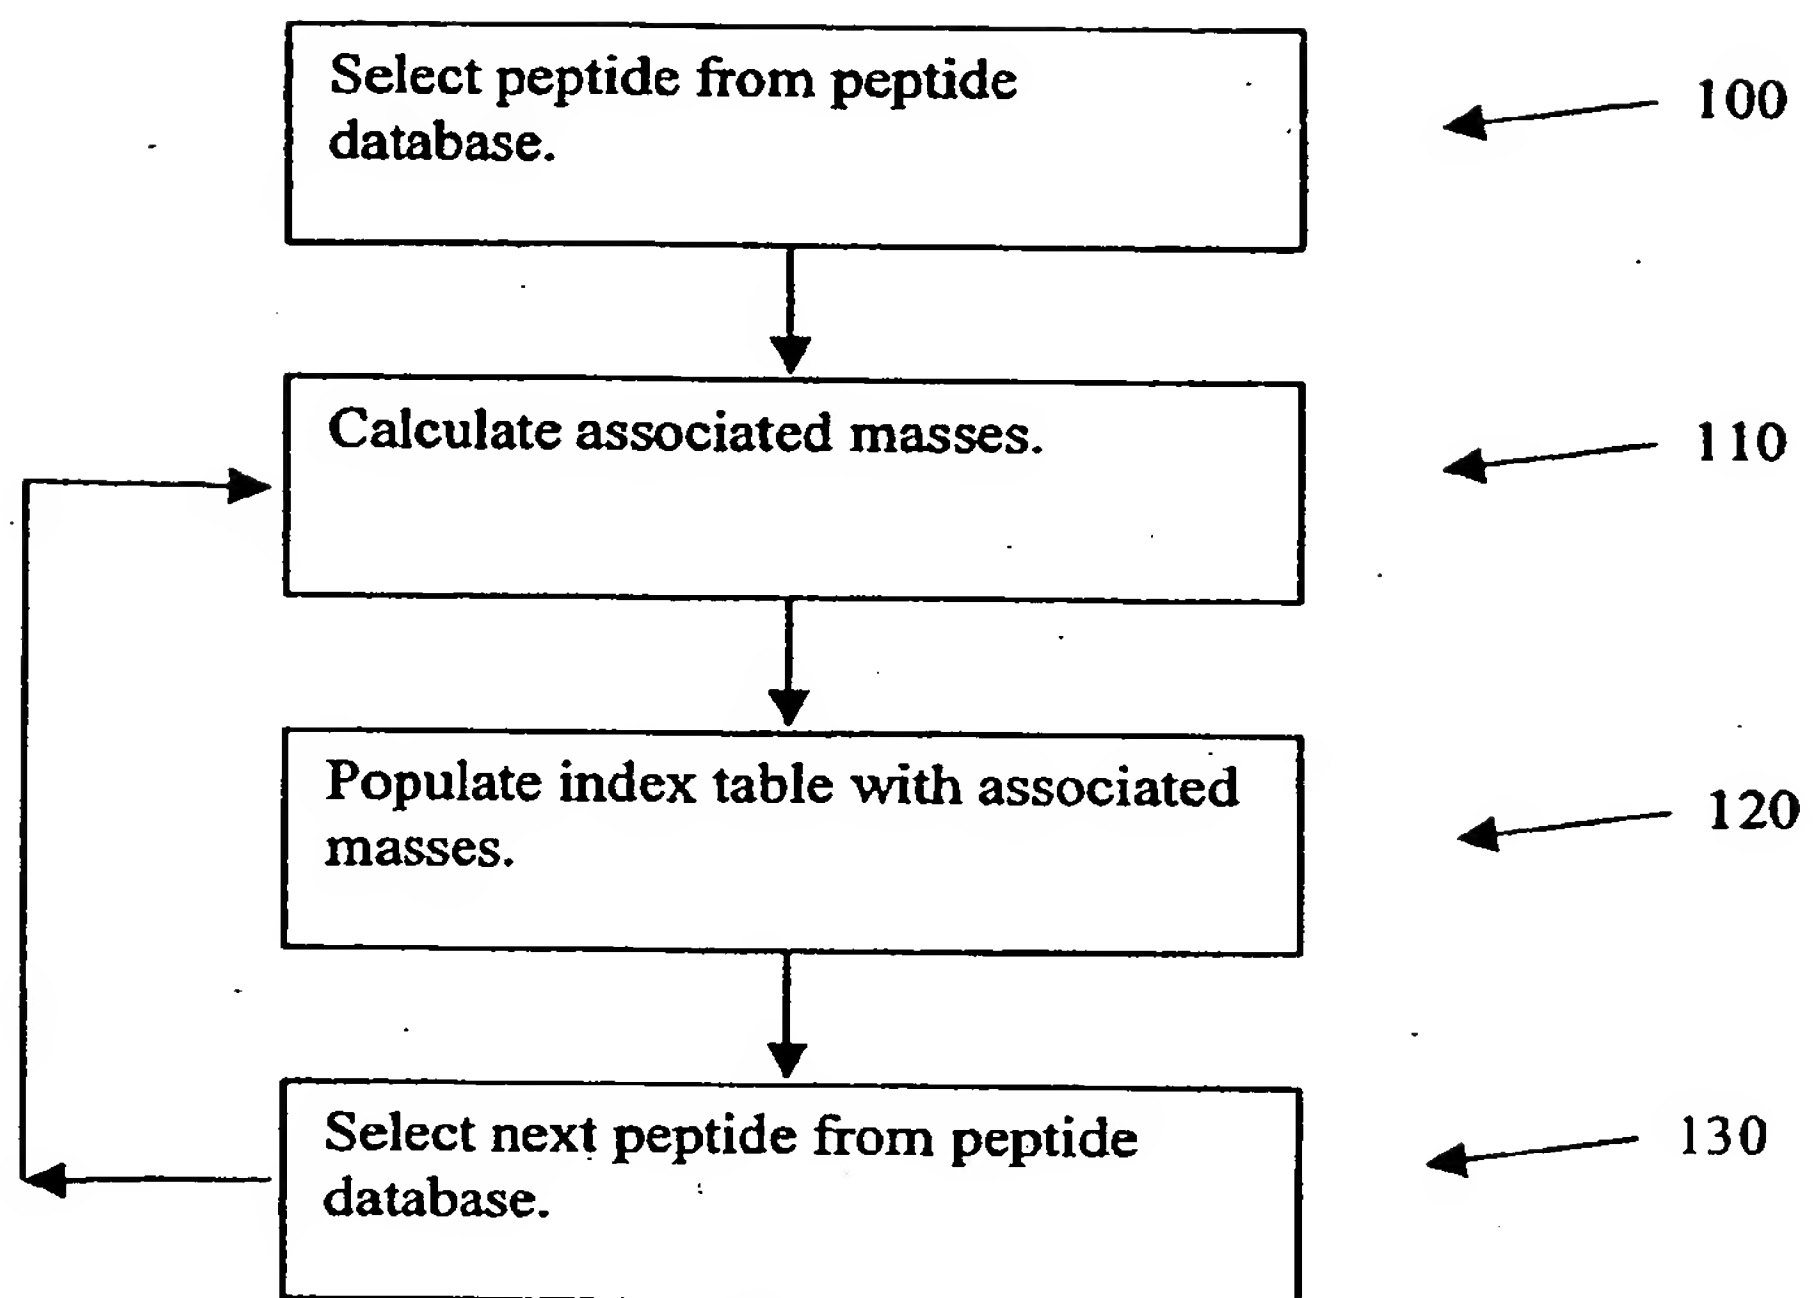 Select peptide from peptide
database.
100
Calculate associated masses.
110
Populate index table with associated
masses.
120
Select next peptide from peptide
database.
130